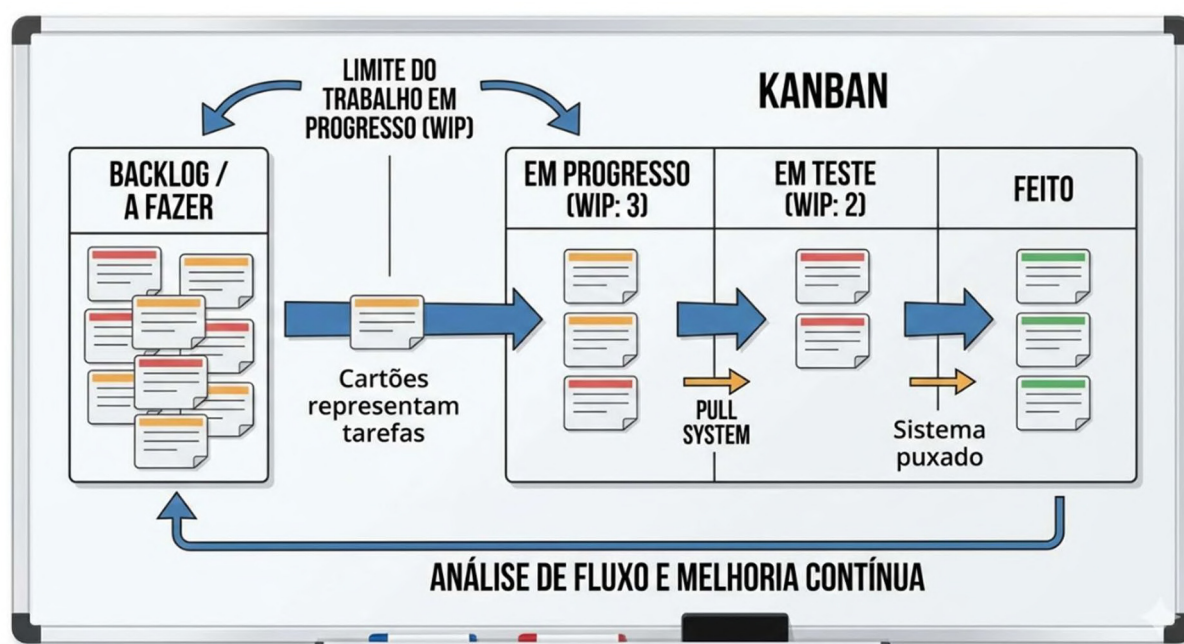 LIMITE DO
TRABALHO EM
PROGRESSO (WIP)
KANBAN
BACKLOG /
A FAZER
EM PROGRESSO
(WIP: 3)
EM TESTE
(WIP: 2)
FEITO
Cartões
representam
tarefas
PULL
SYSTEM
Sistema
puxado
ANÁLISE DE FLUXO E MELHORIA CONTÍNUA